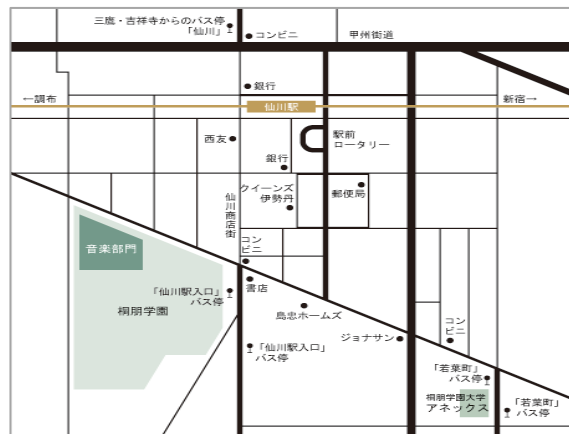 三鷹・吉祥寺からのバス停
「仙川」
コンビニ
甲州街道
銀行
←調布
仙川駅
新宿→
西友
駅前
ロータリー
銀行
クイーンズ
伊勢丹
郵便局
仙川商店街
音楽部門
コン
ビニ
「仙川駅入口」
バス停
書店
桐朋学園
島忠ホームズ
コン
ビニ
ジョナサン
「仙川駅入口」
バス停
「若葉町」
バス停
桐朋学園大学
アネックス
「若葉町」
バス停